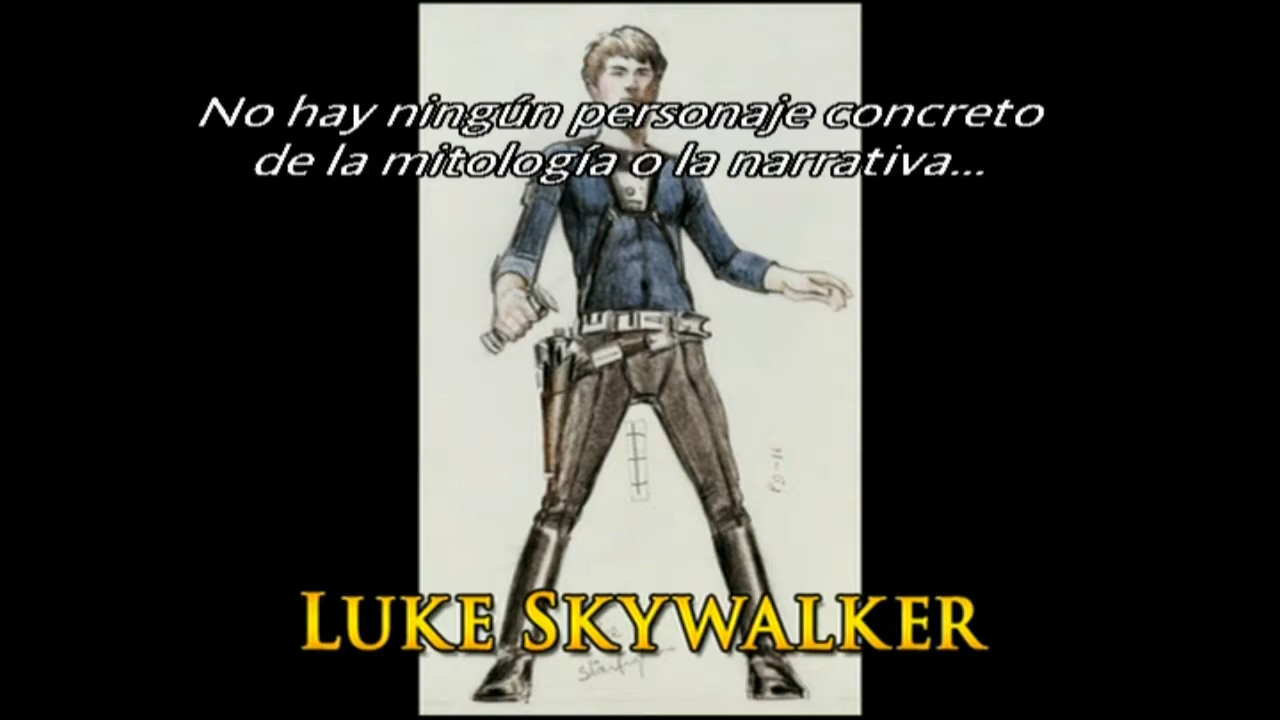 No hay ningún personaje concreto
de la mitología o la narrativa...
LUKE SKYWALKER